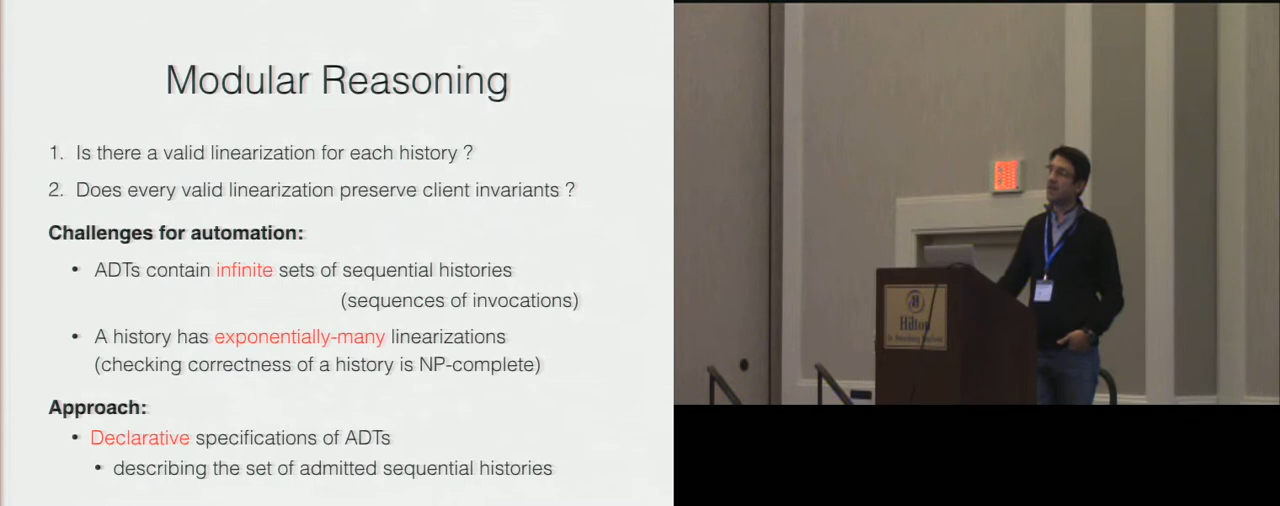 Modular Reasoning
1. Is there a valid linearization for each history ?
2. Does every valid linearization preserve client invariants ?
Challenges for automation:
• ADTs contain infinite sets of sequential histories
(sequences of invocations)
• A history has exponentially-many linearizations
(checking correctness of a history is NP-complete)
Approach:
• Declarative specifications of ADTs
• describing the set of admitted sequential histories
Hilton